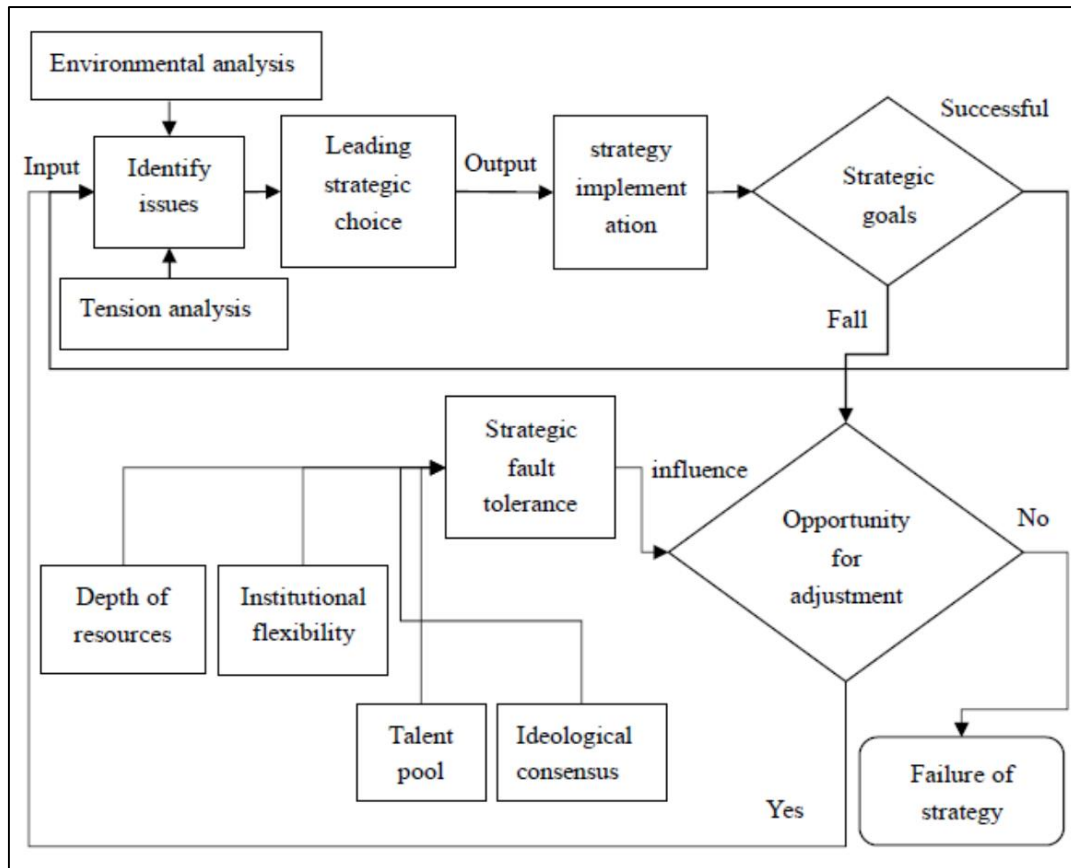 Environmental analysis
Input
Identify
issues
Leading
strategic
choice
Output
strategy
implement
ation
Strategic
goals
Successful
Tension analysis
Fall
Strategic
fault
tolerance
influence
Opportunity
for
adjustment
No
Depth of
resources
Institutional
flexibility
Talent
pool
Ideological
consensus
Yes
Failure of
strategy